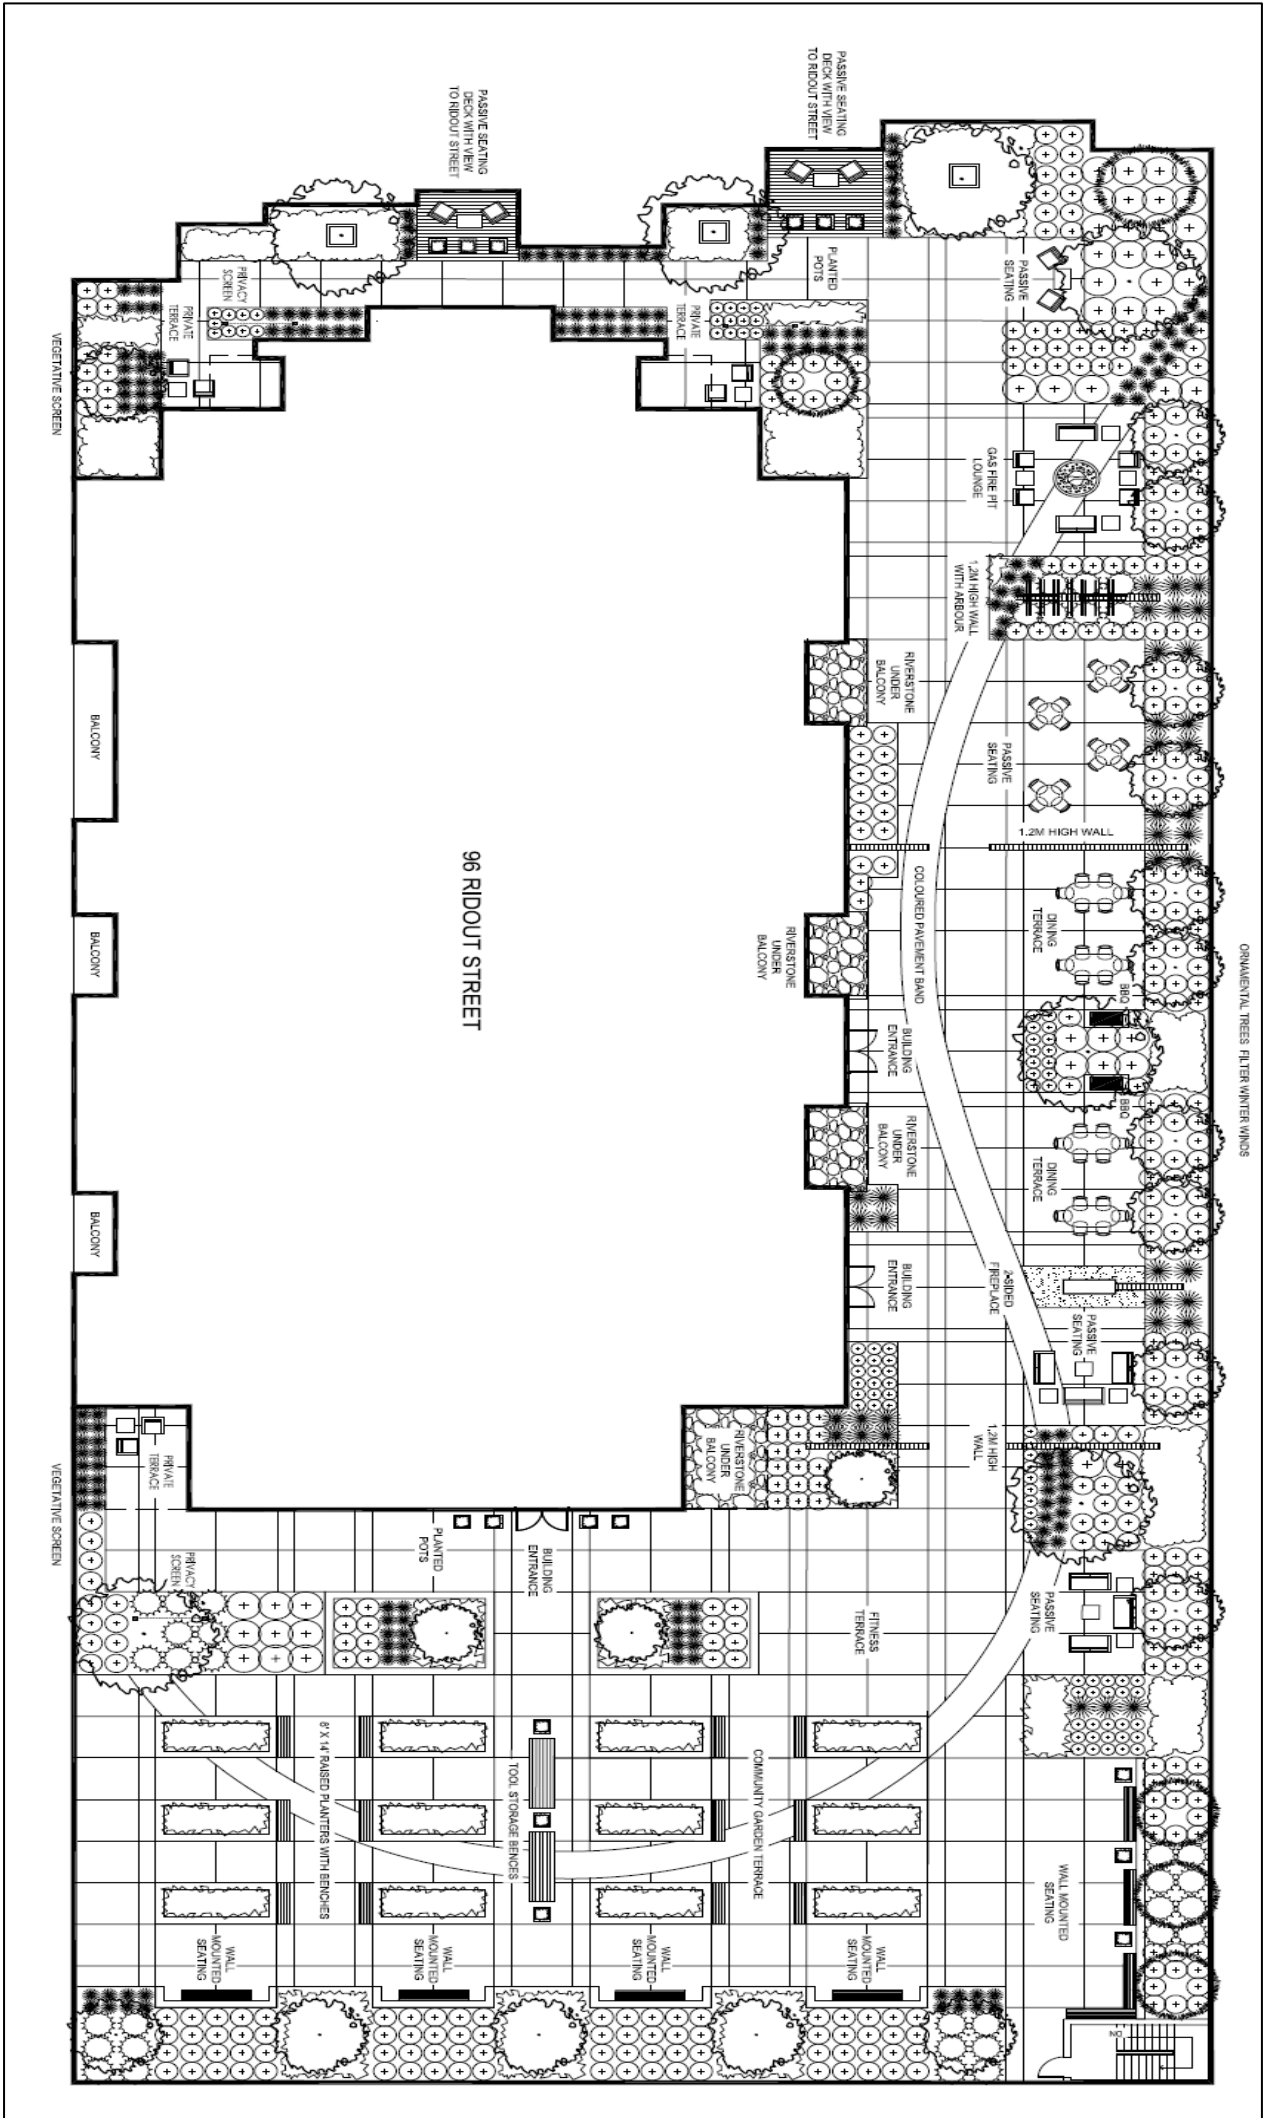 PASSIVE SEATING
DECK WITH VIEW
TO RIDOUT STREET
PASSIVE SEATING
DECK WITH VIEW
TO RIDOUT STREET
PLANTED
POTS
PASSIVE
SEATING
PRIVACY
SCREEN
PRIVATE
TERRACE
PRIVATE
TERRACE
VEGETATIVE SCREEN
GAS FIRE PIT
LOUNGE
1.2M HIGH WALL
WITH ARBOUR
RIVERSTONE
UNDER
BALCONY
PASSIVE
SEATING
BALCONY
1.2M HIGH WALL
COLOURED PAVEMENT BAND
DINING
TERRACE
96 RIDOUT STREET
RIVERSTONE
UNDER
BALCONY
BALCONY
BBQ
BUILDING
ENTRANCE
BBQ
ORNAMENTAL TREES FILTER WINTER WINDS
RIVERSTONE
UNDER
BALCONY
DINING
TERRACE
BALCONY
BUILDING
ENTRANCE
2-SIDED
FIREPLACE
PASSIVE
SEATING
1.2M HIGH
WALL
RIVERSTONE
UNDER
BALCONY
PRIVATE
TERRACE
VEGETATIVE SCREEN
PLANTED
POTS
BUILDING
ENTRANCE
PRIVACY
SCREEN
FITNESS
TERRACE
PASSIVE
SEATING
6' X 14' RAISED PLANTERS WITH BENCHES
TOOL STORAGE BENCES
COMMUNITY GARDEN TERRACE
WALL MOUNTED
SEATING
WALL
MOUNTED
SEATING
WALL
MOUNTED
SEATING
WALL
MOUNTED
SEATING
WALL
MOUNTED
SEATING
DN